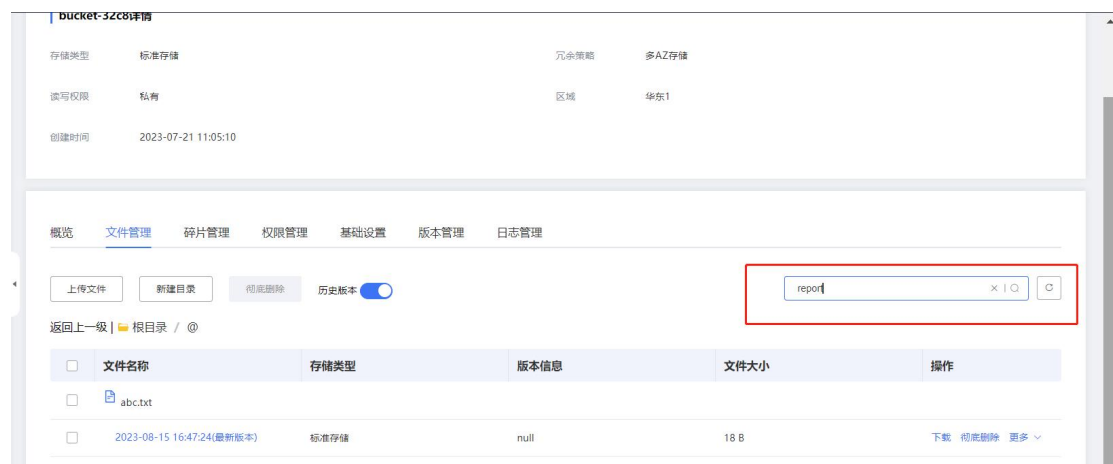 bucket-32c8详情
存储类型 标准存储 冗余策略 多AZ存储
读写权限 私有 区域 华东1
创建时间 2023-07-21 11:05:10
概览 文件管理 碎片管理 权限管理 基础设置 版本管理 日志管理
上传文件 新建目录 彻底删除 历史版本 report
返回上一级 | 根目录 / @
文件名称 存储类型 版本信息 文件大小 操作
abc.txt
2023-08-15 16:47:24(最新版本) 标准存储 null 18 B 下载 彻底删除 更多